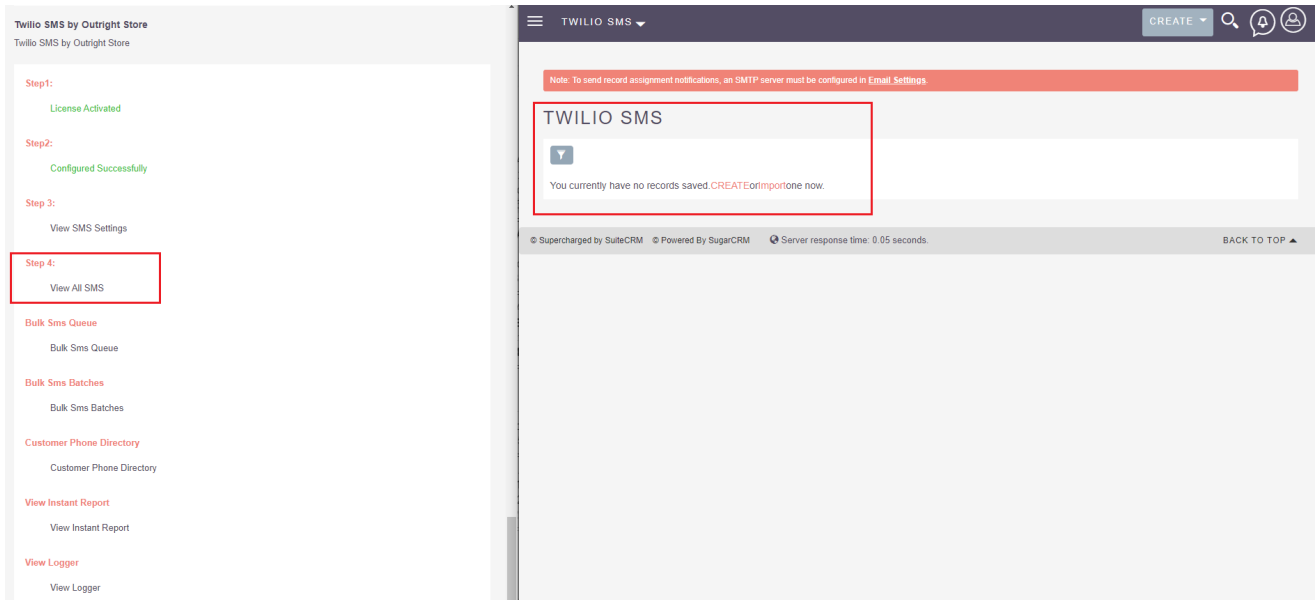 Twilio SMS by Outright Store
Twilio SMS by Outright Store
Step1:
License Activated
Step2:
Configured Successfully
Step 3:
View SMS Settings
Step 4:
View All SMS
Bulk Sms Queue
Bulk Sms Queue
Bulk Sms Batches
Bulk Sms Batches
Customer Phone Directory
Customer Phone Directory
View Instant Report
View Instant Report
View Logger
View Logger
TWILIO SMS
CREATE
Note: To send record assignment notifications, an SMTP server must be configured in Email Settings.
TWILIO SMS
You currently have no records saved.CREATEorImportone now.
© Supercharged by SuiteCRM © Powered By SugarCRM Server response time: 0.05 seconds. BACK TO TOP